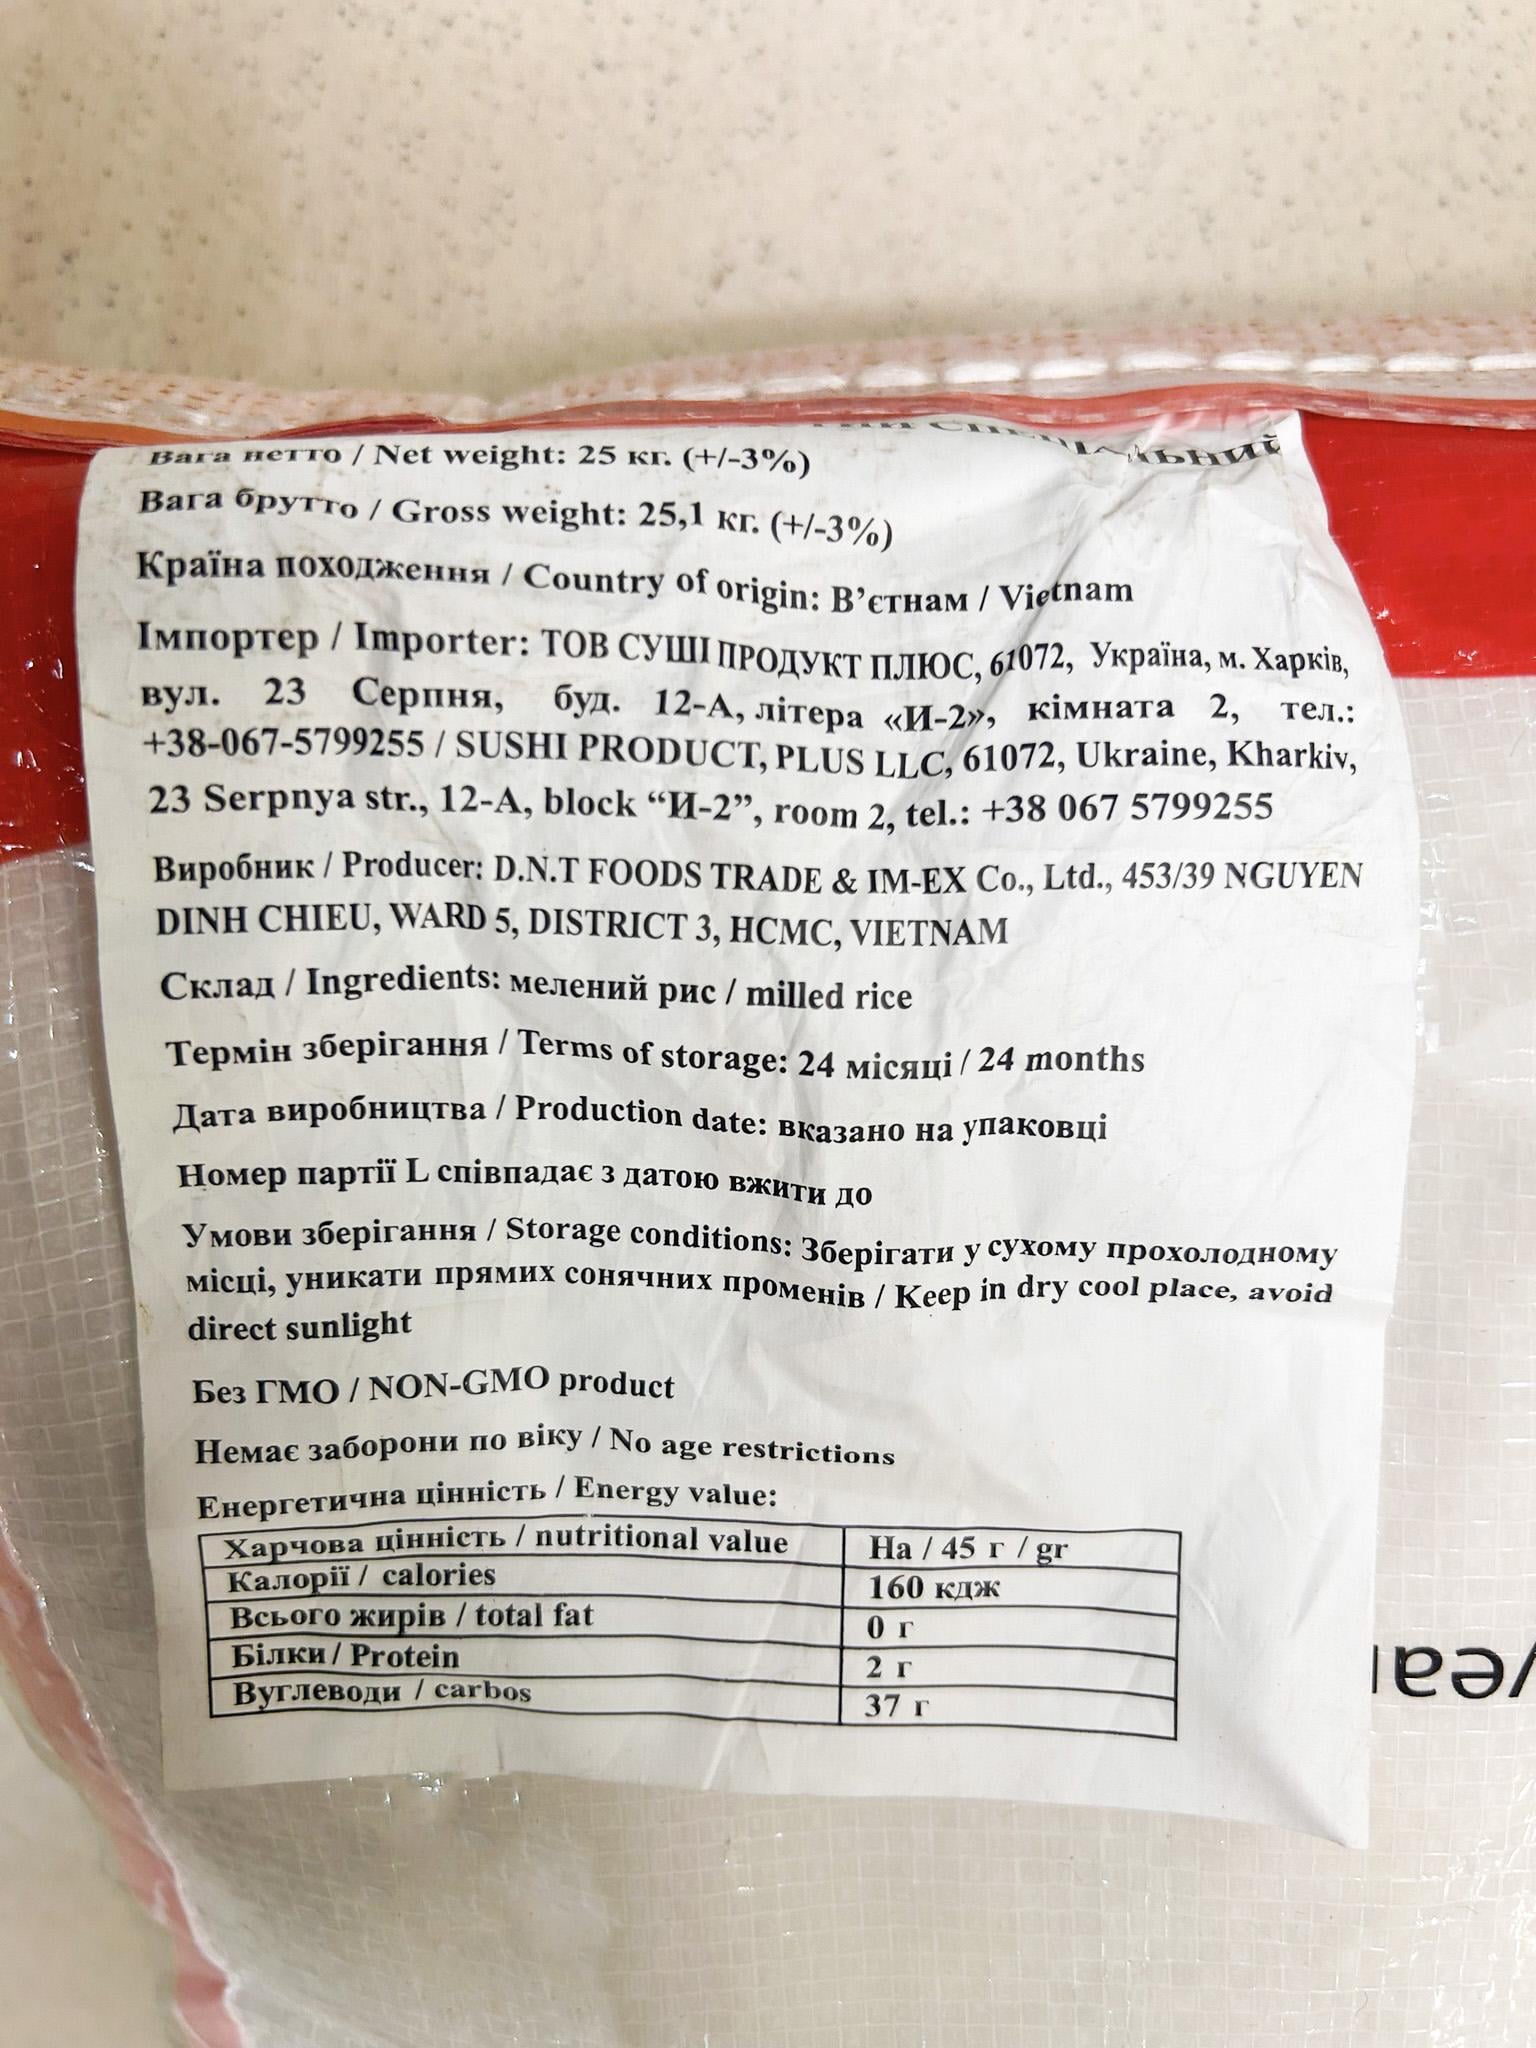 СПЕЦІАЛЬНИЙ
Вага нетто / Net weight: 25 кг. (+/-3%)
Вага брутто / Gross weight: 25,1 кг. (+/-3%)
Країна походження / Country of origin: В’єтнам / Vietnam
Імпортер / Importer: ТОВ СУШІ ПРОДУКТ ПЛЮС, 61072, Україна, м. Харків,
вул. 23 Серпня, буд. 12-А, літера «И-2», кімната 2, тел.:
+38-067-5799255 / SUSHI PRODUCT, PLUS LLC, 61072, Ukraine, Kharkiv,
23 Serpnya str., 12-A, block “И-2”, room 2, tel.: +38 067 5799255
Виробник / Producer: D.N.T FOODS TRADE & IM-EX Co., Ltd., 453/39 NGUYEN
DINH CHIEU, WARD 5, DISTRICT 3, HCMC, VIETNAM
Склад / Ingredients: мелений рис / milled rice
Термін зберігання / Terms of storage: 24 місяці / 24 months
Дата виробництва / Production date: вказано на упаковці
Номер партії L співпадає з датою вжити до
Умови зберігання / Storage conditions: Зберігати у сухому прохолодному
місці, уникати прямих сонячних променів / Keep in dry cool place, avoid
direct sunlight
Без ГМО / NON-GMO product
Немає заборони по віку / No age restrictions
Енергетична цінність / Energy value:
Харчова цінність / nutritional value На / 45 г / gr
Калорії / calories 160 кдж
Всього жирів / total fat 0 г
Білки / Protein 2 г
Вуглеводи / carbos 37 г